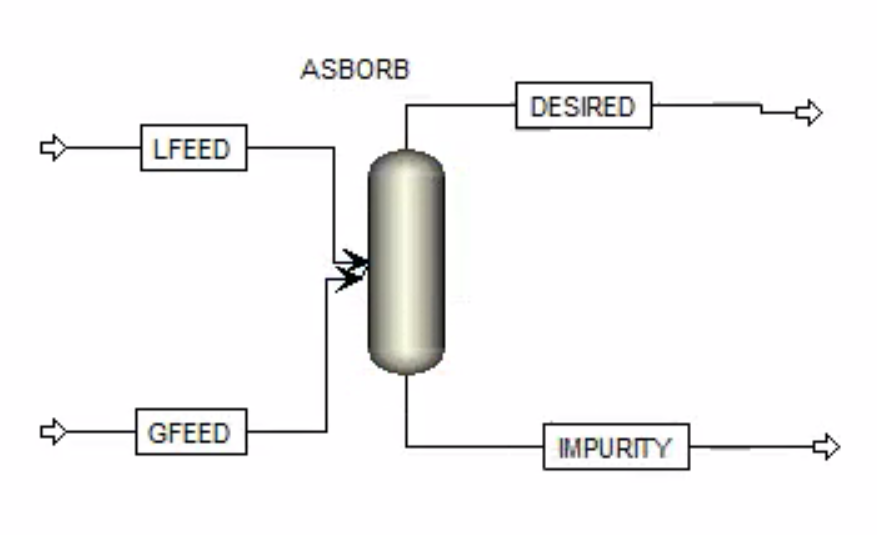 ASBORB
DESIRED
LFEED
GFEED
IMPURITY